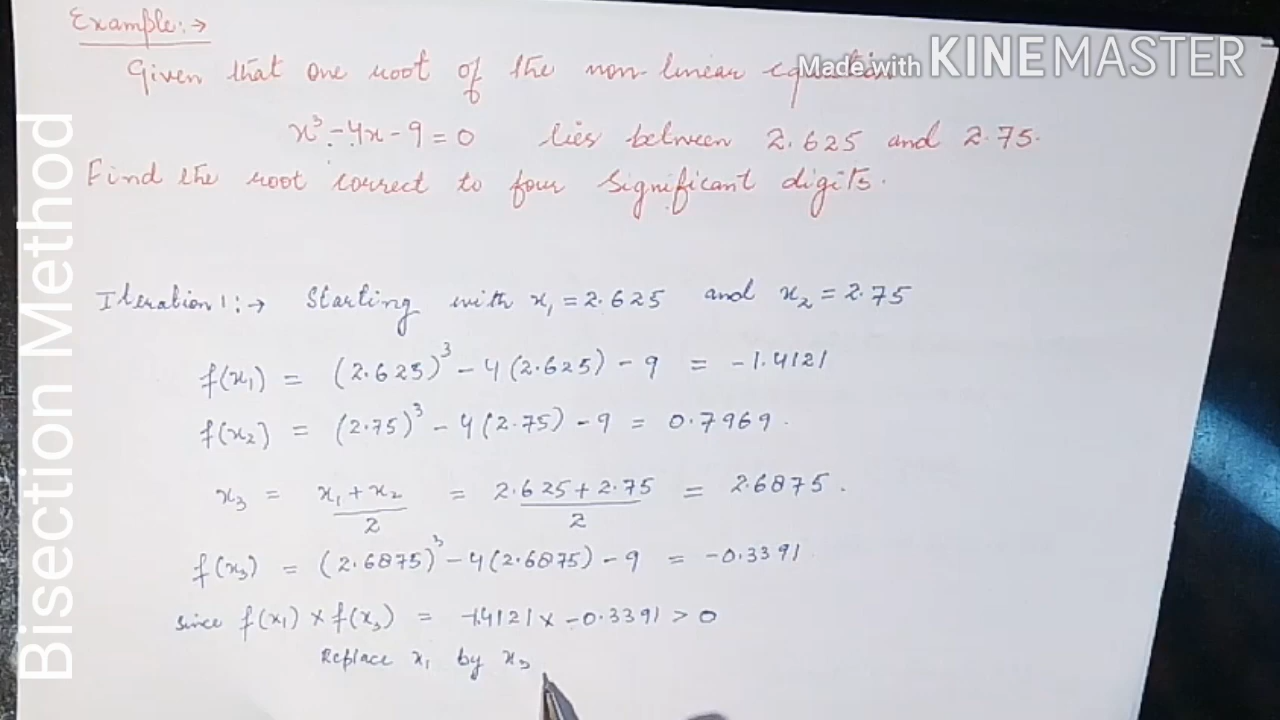 Example:→
Given that one root of the non-linear equation
Made with KINEMASTER
x³ - 4x - 9 = 0 lies between 2.625 and 2.75.
Find the root correct to four significant digits.
Iteration 1:→ Starting with x₁ = 2.625 and x₂ = 2.75
f(x₁) = (2.625)³ - 4(2.625) - 9 = -1.4121
f(x₂) = (2.75)³ - 4(2.75) - 9 = 0.7969.
x₃ = x₁ + x₂ / 2 = 2.625 + 2.75 / 2 = 2.6875.
f(x₃) = (2.6875)³ - 4(2.6875) - 9 = -0.3391
since f(x₁) × f(x₃) = -1.4121 × -0.3391 > 0
Replace x₁ by x₃
Bisection Method